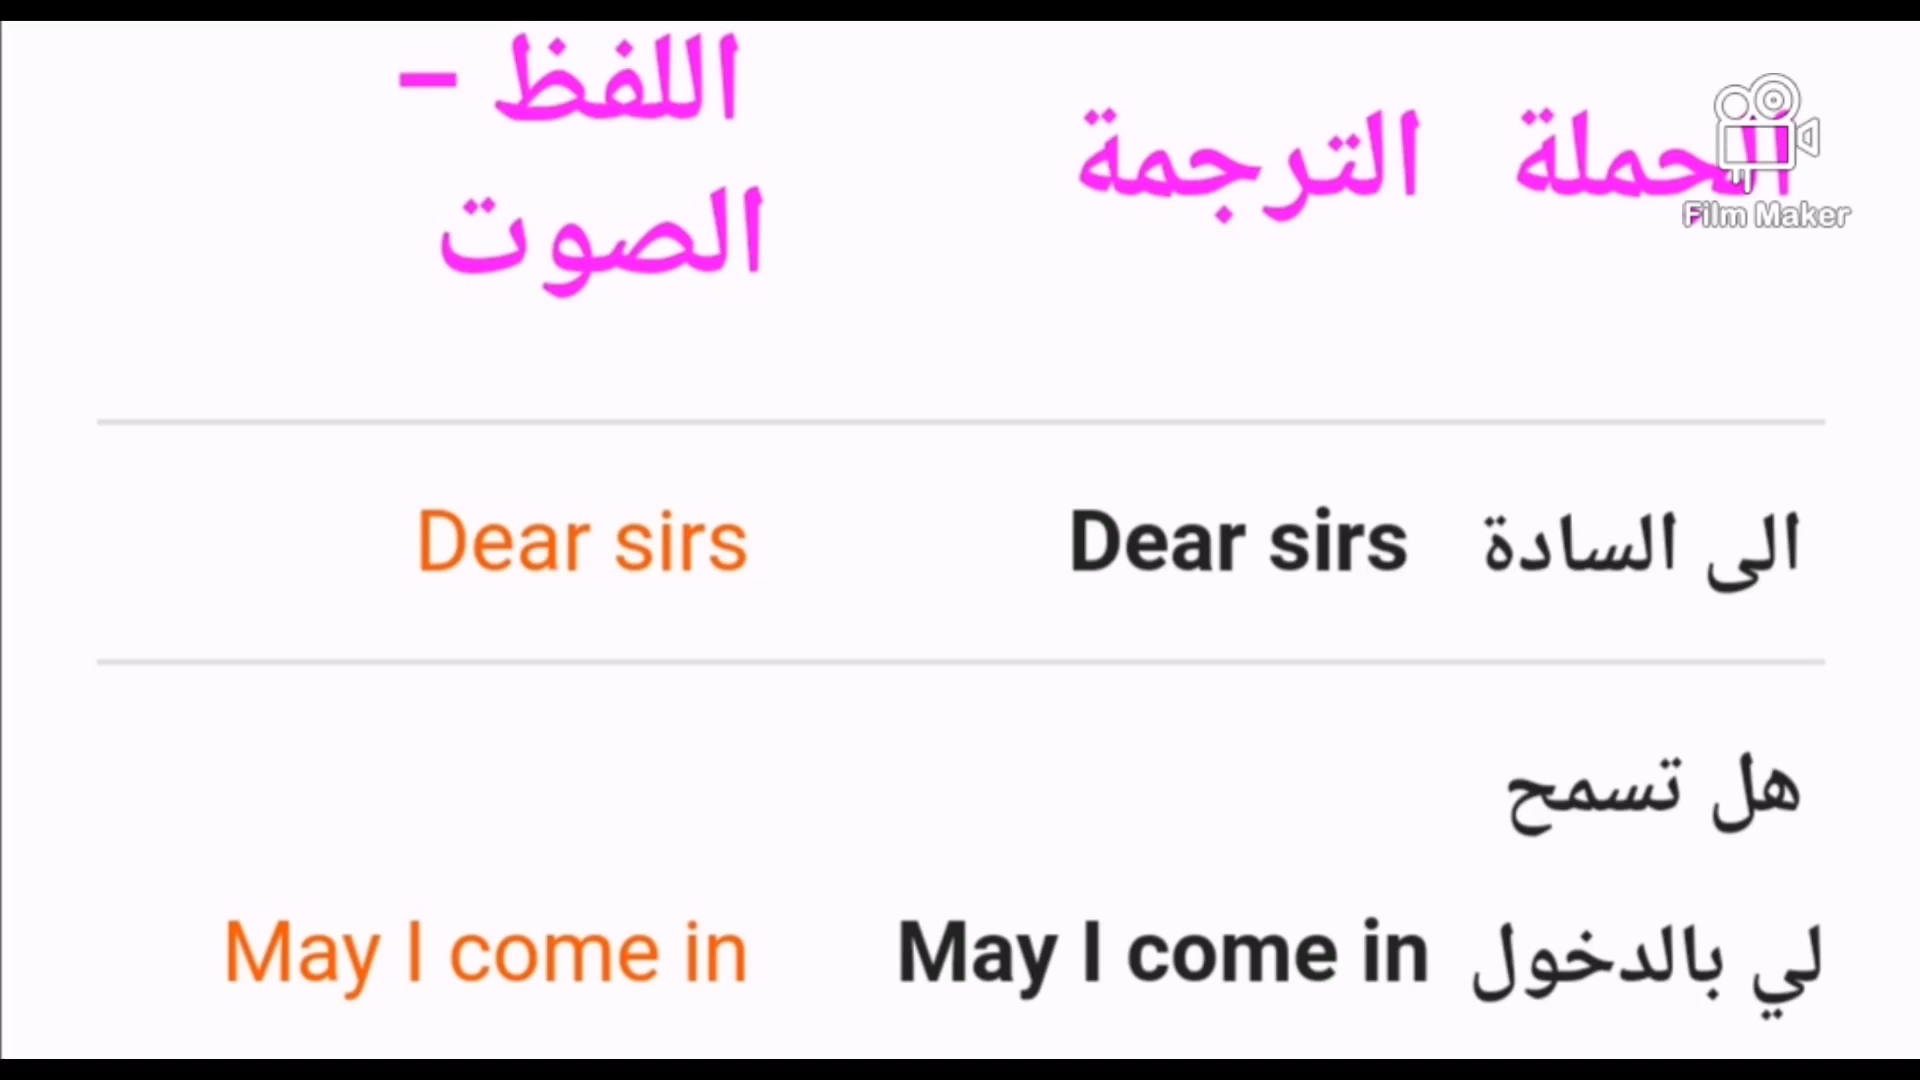 اللفظ –
الحملة الترجمة
الصوت
Film Maker
الى السادة Dear sirs Dear sirs
هل تسمح
لي بالدخول May I come in May I come in